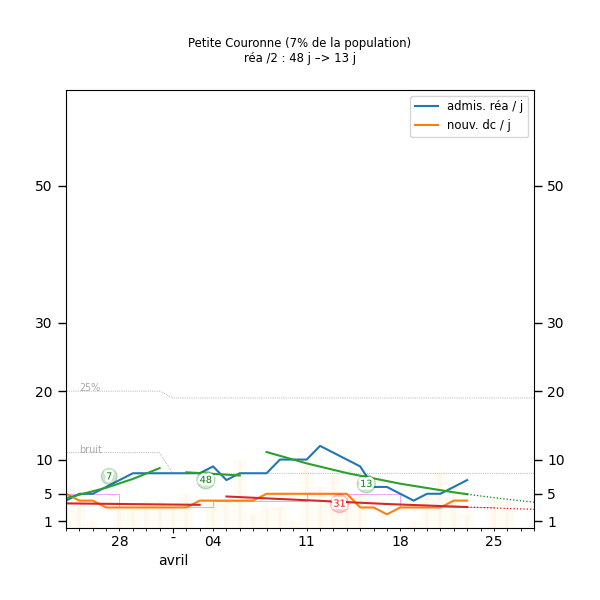 Petite Couronne (7% de la population)
réa /2 : 48 j –> 13 j
admis. réa / j
nouv. dc / j
50 50
30 30
25%
20 20
bruit
10 10
7
48
13
5 5
31
1 1
28 - 04 11 18 25
avril